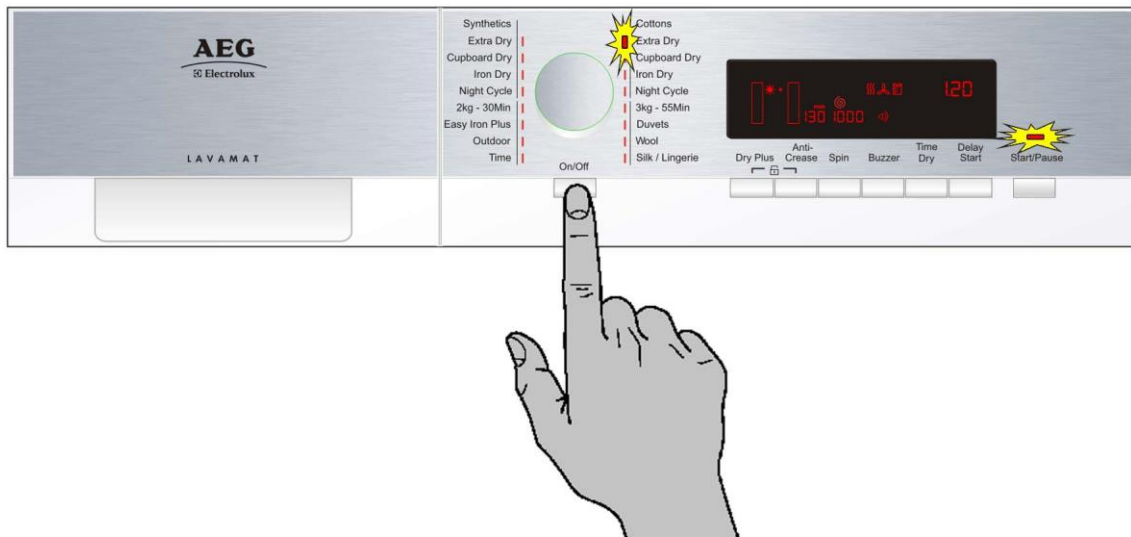 AEG
Electrolux
LAVAMAT
Synthetics
Extra Dry
Cupboard Dry
Iron Dry
Night Cycle
2kg - 30Min
Easy Iron Plus
Outdoor
Time
On/Off
Cottons
Extra Dry
Cupboard Dry
Iron Dry
Night Cycle
3kg - 55Min
Duvets
Wool
Silk / Lingerie
1.20
130 1000
Dry Plus
Anti-
Crease
Spin
Buzzer
Time
Dry
Delay
Start
Start/Pause